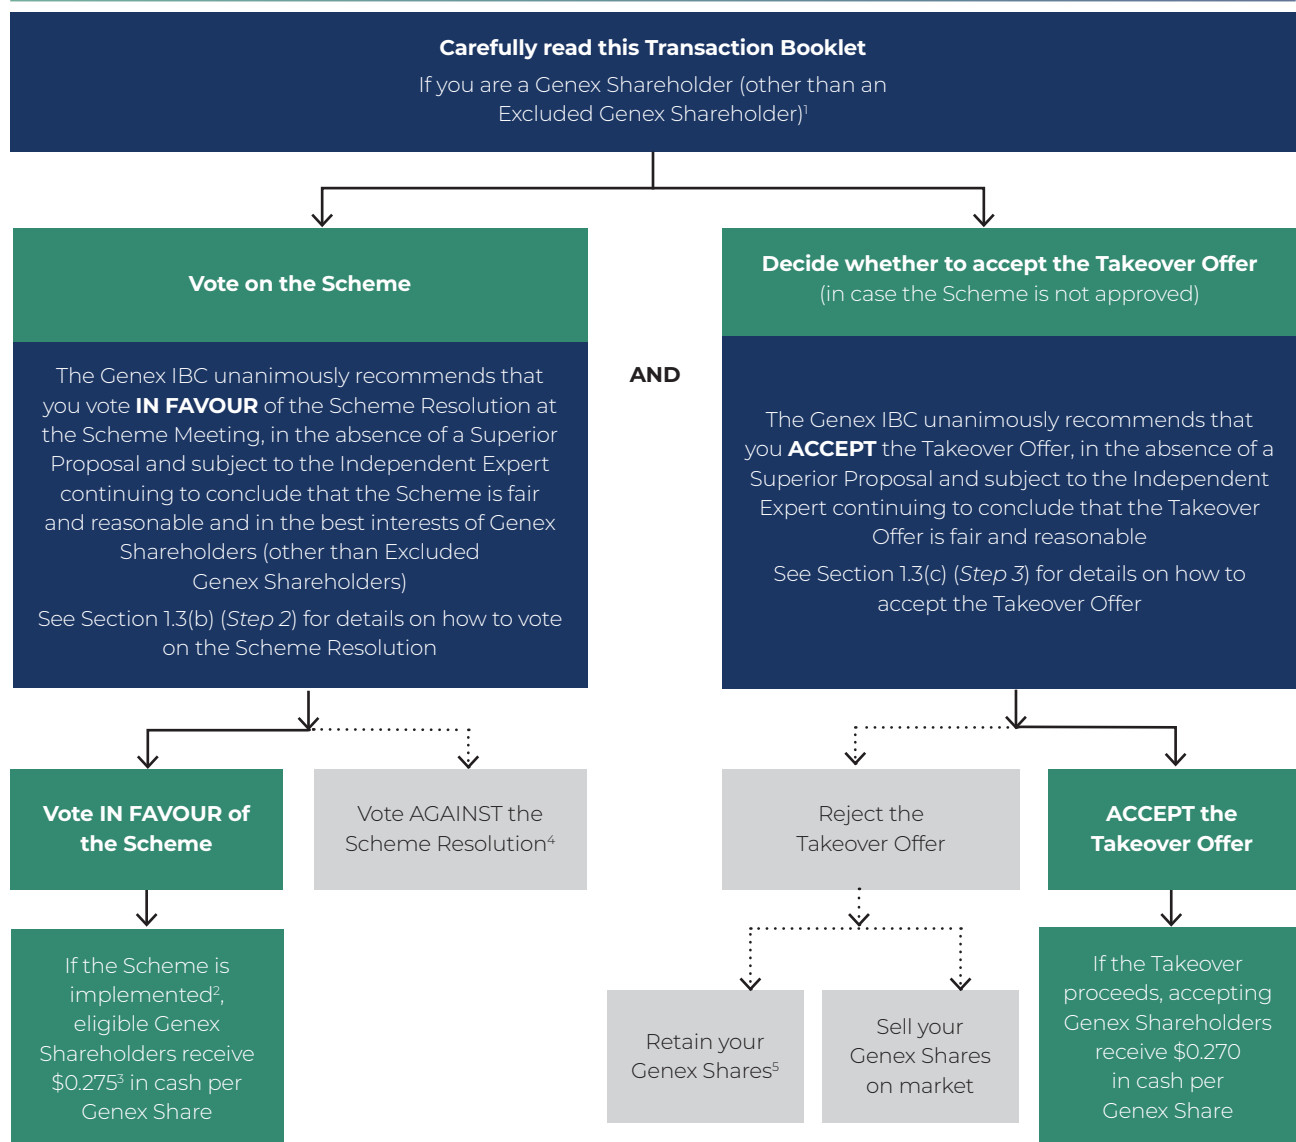 Carefully read this Transaction Booklet
If you are a Genex Shareholder (other than an
Excluded Genex Shareholder)¹
Vote on the Scheme
The Genex IBC unanimously recommends that
you vote IN FAVOUR of the Scheme Resolution at
the Scheme Meeting, in the absence of a Superior
Proposal and subject to the Independent Expert
continuing to conclude that the Scheme is fair
and reasonable and in the best interests of Genex
Shareholders (other than Excluded
Genex Shareholders)
See Section 1.3(b) (Step 2) for details on how to vote
on the Scheme Resolution
AND
Decide whether to accept the Takeover Offer
(in case the Scheme is not approved)
The Genex IBC unanimously recommends that
you ACCEPT the Takeover Offer, in the absence of a
Superior Proposal and subject to the Independent
Expert continuing to conclude that the Takeover
Offer is fair and reasonable
See Section 1.3(c) (Step 3) for details on how to
accept the Takeover Offer
Vote IN FAVOUR of
the Scheme
Vote AGAINST the
Scheme Resolution⁴
Reject the
Takeover Offer
ACCEPT the
Takeover Offer
If the Scheme is
implemented²,
eligible Genex
Shareholders receive
$0.275³ in cash per
Genex Share
Retain your
Genex Shares⁵
Sell your
Genex Shares
on market
If the Takeover
proceeds, accepting
Genex Shareholders
receive $0.270
in cash per
Genex Share